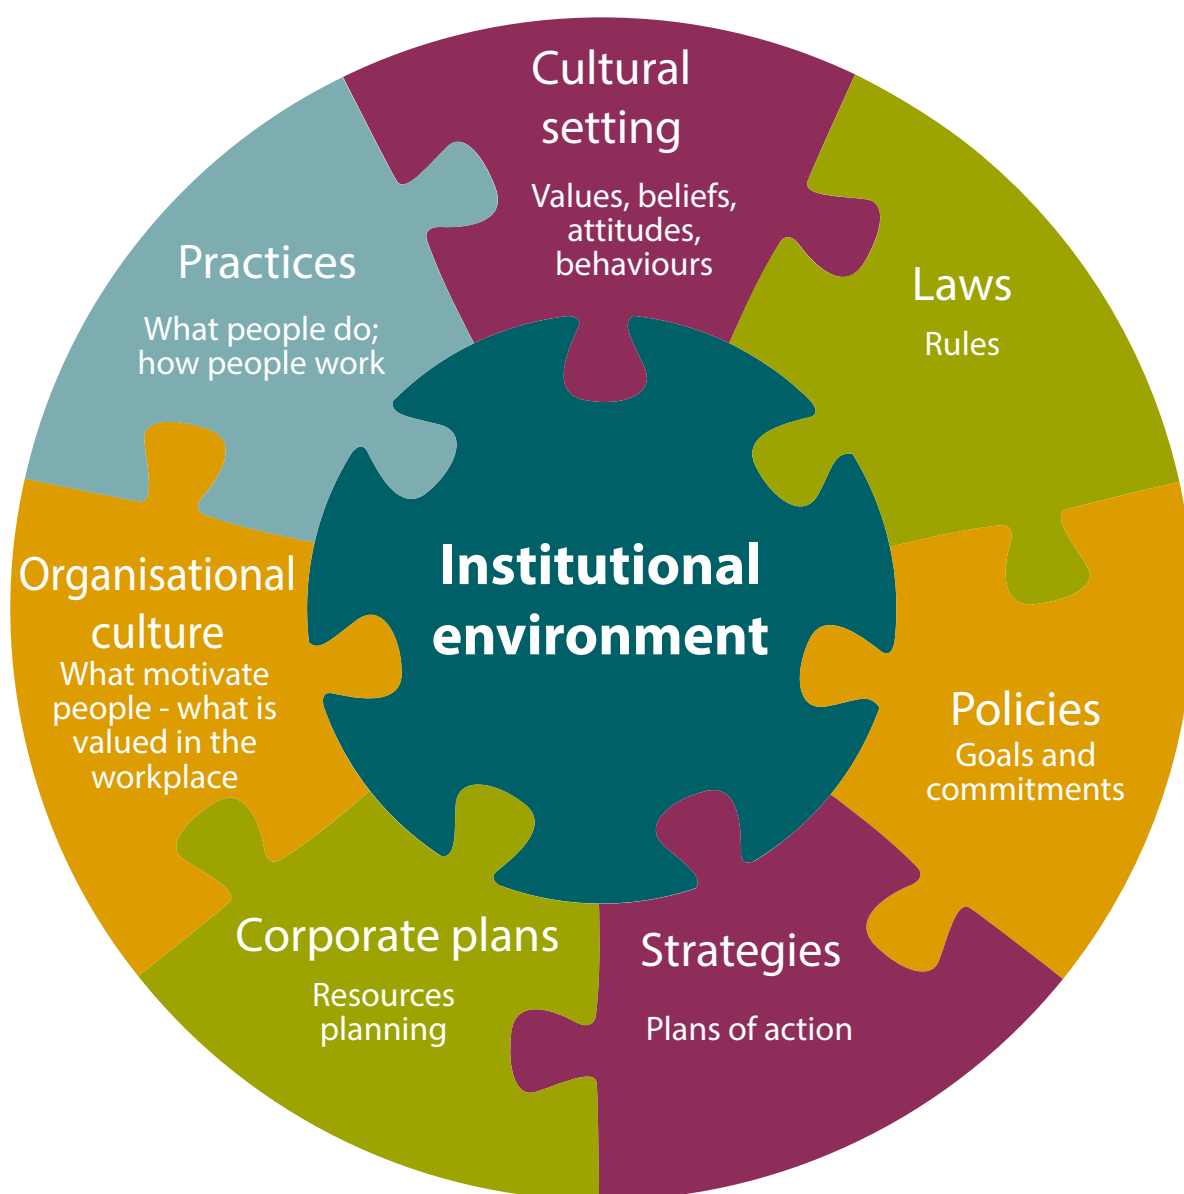 Cultural
setting
Values, beliefs,
attitudes,
behaviours
Laws
Rules
Policies
Goals and
commitments
Strategies
Plans of action
Corporate plans
Resources
planning
Organisational
culture
What motivate
people - what is
valued in the
workplace
Practices
What people do;
how people work
Institutional
environment